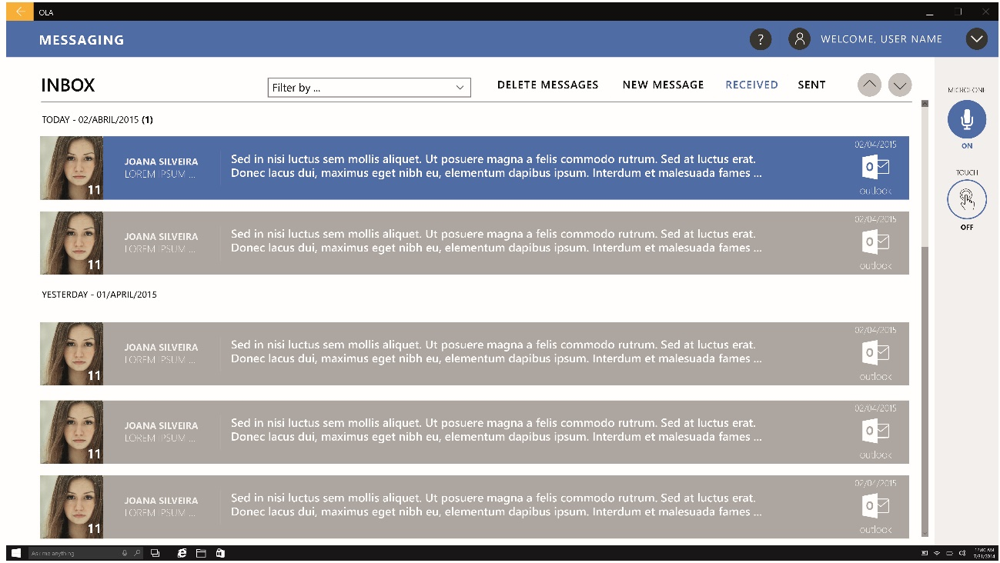 OLA
MESSAGING
? WELCOME, USER NAME
INBOX
Filter by ...
DELETE MESSAGES NEW MESSAGE RECEIVED SENT
MICROFONE
ON
TOUCH
OFF
TODAY - 02/ABRIL/2015 (1)
11
JOANA SILVEIRA
LOREM IPSUM ...
Sed in nisi luctus sem mollis aliquet. Ut posuere magna a felis commodo rutrum. Sed at luctus erat.
Donec lacus dui, maximus eget nibh eu, elementum dapibus ipsum. Interdum et malesuada fames ...
02/04/2015
O
outlook
11
JOANA SILVEIRA
LOREM IPSUM ...
Sed in nisi luctus sem mollis aliquet. Ut posuere magna a felis commodo rutrum. Sed at luctus erat.
Donec lacus dui, maximus eget nibh eu, elementum dapibus ipsum. Interdum et malesuada fames ...
02/04/2015
O
outlook
YESTERDAY - 01/APRIL/2015
11
JOANA SILVEIRA
LOREM IPSUM ...
Sed in nisi luctus sem mollis aliquet. Ut posuere magna a felis commodo rutrum. Sed at luctus erat.
Donec lacus dui, maximus eget nibh eu, elementum dapibus ipsum. Interdum et malesuada fames ...
02/04/2015
O
outlook
11
JOANA SILVEIRA
LOREM IPSUM ...
Sed in nisi luctus sem mollis aliquet. Ut posuere magna a felis commodo rutrum. Sed at luctus erat.
Donec lacus dui, maximus eget nibh eu, elementum dapibus ipsum. Interdum et malesuada fames ...
02/04/2015
O
outlook
11
JOANA SILVEIRA
LOREM IPSUM ...
Sed in nisi luctus sem mollis aliquet. Ut posuere magna a felis commodo rutrum. Sed at luctus erat.
Donec lacus dui, maximus eget nibh eu, elementum dapibus ipsum. Interdum et malesuada fames ...
02/04/2015
O
outlook
Ask me anything
12:00 AM
7/31/2014